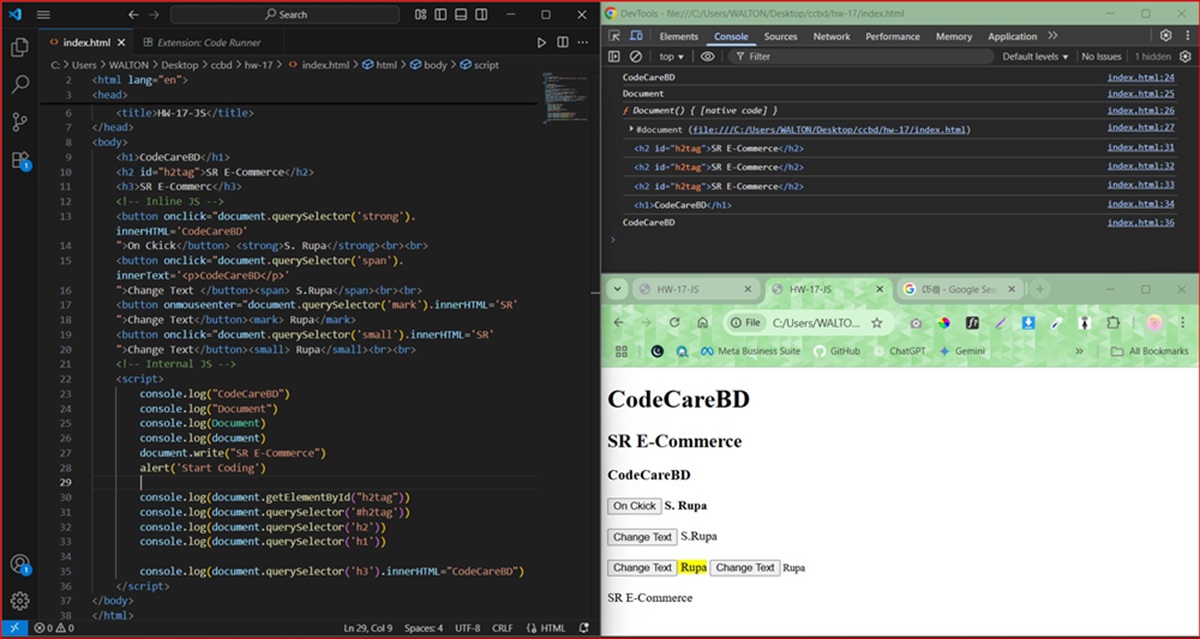 Search
index.html
Extension: Code Runner
C: > Users > WALTON > Desktop > ccbd > hw-17 > index.html > html > body > script
2 <html lang="en">
3 <head>
6 <title>HW-17-JS</title>
7 </head>
8 <body>
9 <h1>CodeCareBD</h1>
10 <h2 id="h2tag">SR E-Commerce</h2>
11 <h3>SR E-Commerc</h3>
12 <!-- Inline JS -->
13 <button onclick="document.querySelector('strong').
innerHTML='CodeCareBD'
14 ">On Ckick</button> <strong>S. Rupa</strong><br><br>
15 <button onclick="document.querySelector('span').
innerText='<p>CodeCareBD</p>'
16 ">Change Text </button><span> S.Rupa</span><br><br>
17 <button onmouseenter="document.querySelector('mark').innerHTML='SR'
18 ">Change Text</button><mark> Rupa</mark>
19 <button onclick="document.querySelector('small').innerHTML='SR'
20 ">Change Text</button><small> Rupa</small><br><br>
21 <!-- Internal JS -->
22 <script>
23 console.log("CodeCareBD")
24 console.log("Document")
25 console.log(Document)
26 console.log(document)
27 document.write("SR E-Commerce")
28 alert('Start Coding')
29
30 console.log(document.getElementById("h2tag"))
31 console.log(document.querySelector('#h2tag'))
32 console.log(document.querySelector('h2'))
33 console.log(document.querySelector('h1'))
34
35 console.log(document.querySelector('h3').innerHTML="CodeCareBD")
36 </script>
37 </body>
38 </html>
0 0
Ln 29, Col 9 Spaces: 4 UTF-8 CRLF HTML
1
1
DevTools - file:///C:/Users/WALTON/Desktop/ccbd/hw-17/index.html
Elements Console Sources Network Performance Memory Application
top Filter Default levels No Issues 1 hidden
CodeCareBD index.html:24
Document index.html:25
ƒ Document() { [native code] } index.html:26
#document (file:///C:/Users/WALTON/Desktop/ccbd/hw-17/index.html) index.html:27
<h2 id="h2tag">SR E-Commerce</h2> index.html:31
<h2 id="h2tag">SR E-Commerce</h2> index.html:32
<h2 id="h2tag">SR E-Commerce</h2> index.html:33
<h1>CodeCareBD</h1> index.html:34
CodeCareBD index.html:36
HW-17-JS
HW-17-JS
Google Sea
File C:/Users/WALTO...
Meta Business Suite GitHub ChatGPT Gemini All Bookmarks
CodeCareBD
SR E-Commerce
CodeCareBD
On Ckick S. Rupa
Change Text S.Rupa
Change Text Rupa Change Text Rupa
SR E-Commerce